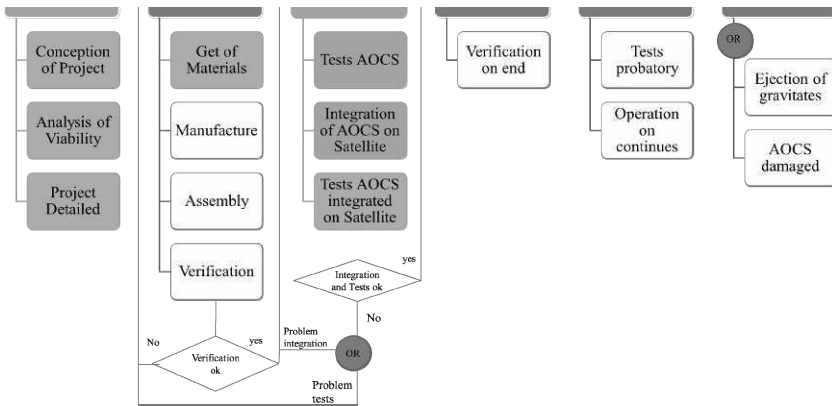 Conception
of Project
Analysis of
Viability
Project
Detailed
Get of
Materials
Manufacture
Assembly
Verification
No
yes
Verification
ok
Tests AOCS
Integration
of AOCS on
Satellite
Tests AOCS
integrated
on Satellite
yes
Integration
and Tests ok
No
Problem
integration
OR
Problem
tests
Verification
on end
Tests
probatory
Operation
on
continues
OR
Ejection of
gravitates
AOCS
damaged